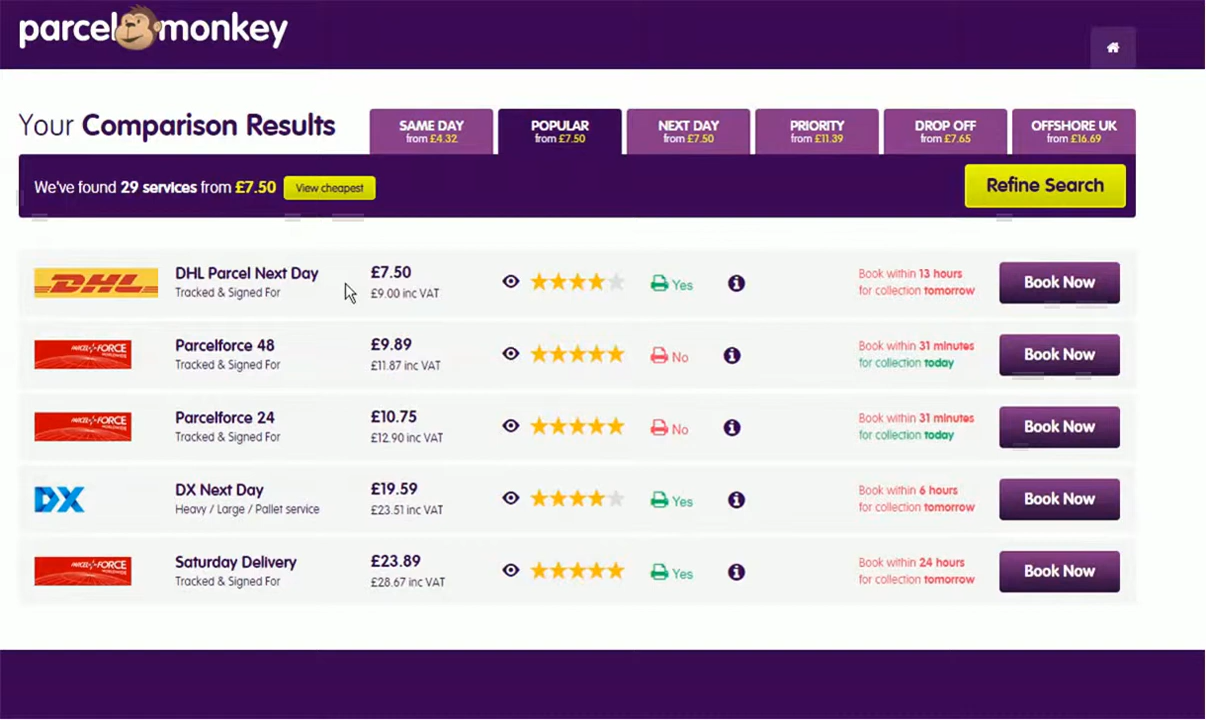 parcel monkey
Your Comparison Results
SAME DAY
from £4.32
POPULAR
from £7.50
NEXT DAY
from £7.50
PRIORITY
from £11.39
DROP OFF
from £7.65
OFFSHORE UK
from £16.69
We've found 29 services from £7.50 View cheapest
Refine Search
DHL
DHL Parcel Next Day
Tracked & Signed For
£7.50
£9.00 inc VAT
Yes
Book within 13 hours
for collection tomorrow
Book Now
PARCELFORCE
WORLDWIDE
Parcelforce 48
Tracked & Signed For
£9.89
£11.87 inc VAT
No
Book within 31 minutes
for collection today
Book Now
PARCELFORCE
WORLDWIDE
Parcelforce 24
Tracked & Signed For
£10.75
£12.90 inc VAT
No
Book within 31 minutes
for collection today
Book Now
DX
DX Next Day
Heavy / Large / Pallet service
£19.59
£23.51 inc VAT
Yes
Book within 6 hours
for collection tomorrow
Book Now
PARCELFORCE
WORLDWIDE
Saturday Delivery
Tracked & Signed For
£23.89
£28.67 inc VAT
Yes
Book within 24 hours
for collection tomorrow
Book Now